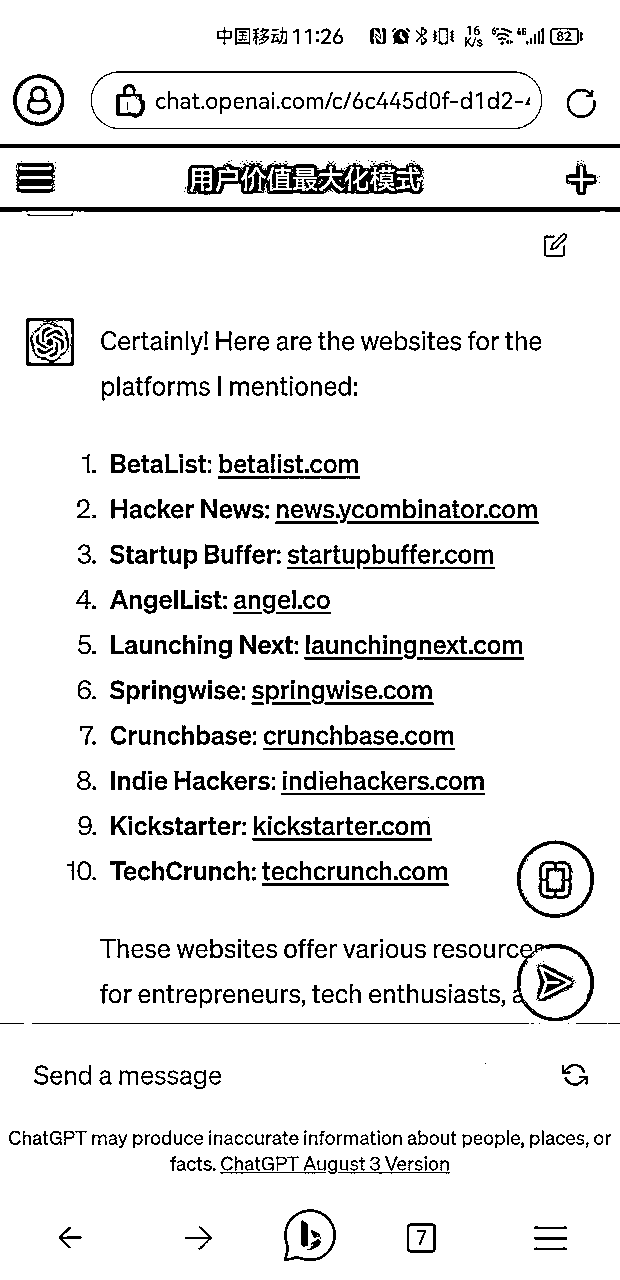 中国移动 11:26 16 K/s 82
chat.openai.com/c/6c445d0f-d1d2-
用户价值最大化模式
Certainly! Here are the websites for the
platforms I mentioned:
1. BetaList: betalist.com
2. Hacker News: news.ycombinator.com
3. Startup Buffer: startupbuffer.com
4. AngelList: angel.co
5. Launching Next: launchingnext.com
6. Springwise: springwise.com
7. Crunchbase: crunchbase.com
8. Indie Hackers: indiehackers.com
9. Kickstarter: kickstarter.com
10. TechCrunch: techcrunch.com
These websites offer various resources
for entrepreneurs, tech enthusiasts,
Send a message
ChatGPT may produce inaccurate information about people, places, or
facts. ChatGPT August 3 Version
7